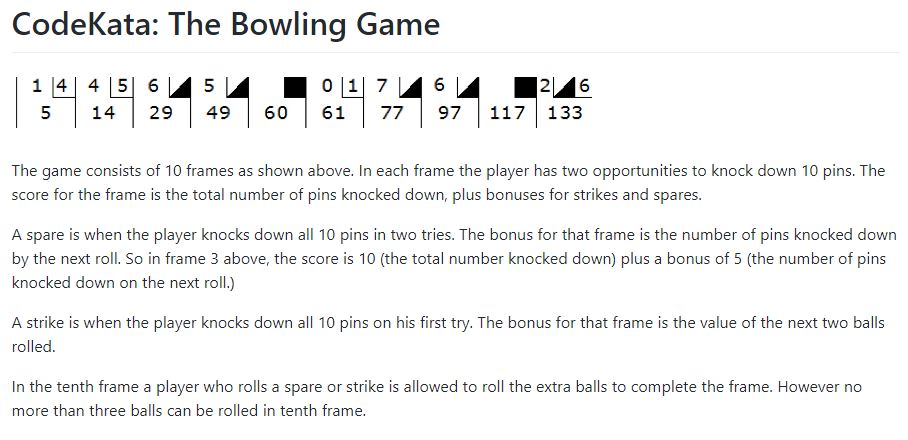 CodeKata: The Bowling Game
1 4 4 5 6 5 0 1 7 6 2 6
5 14 29 49 60 61 77 97 117 133
The game consists of 10 frames as shown above. In each frame the player has two opportunities to knock down 10 pins. The
score for the frame is the total number of pins knocked down, plus bonuses for strikes and spares.
A spare is when the player knocks down all 10 pins in two tries. The bonus for that frame is the number of pins knocked down
by the next roll. So in frame 3 above, the score is 10 (the total number knocked down) plus a bonus of 5 (the number of pins
knocked down on the next roll.)
A strike is when the player knocks down all 10 pins on his first try. The bonus for that frame is the value of the next two balls
rolled.
In the tenth frame a player who rolls a spare or strike is allowed to roll the extra balls to complete the frame. However no
more than three balls can be rolled in tenth frame.